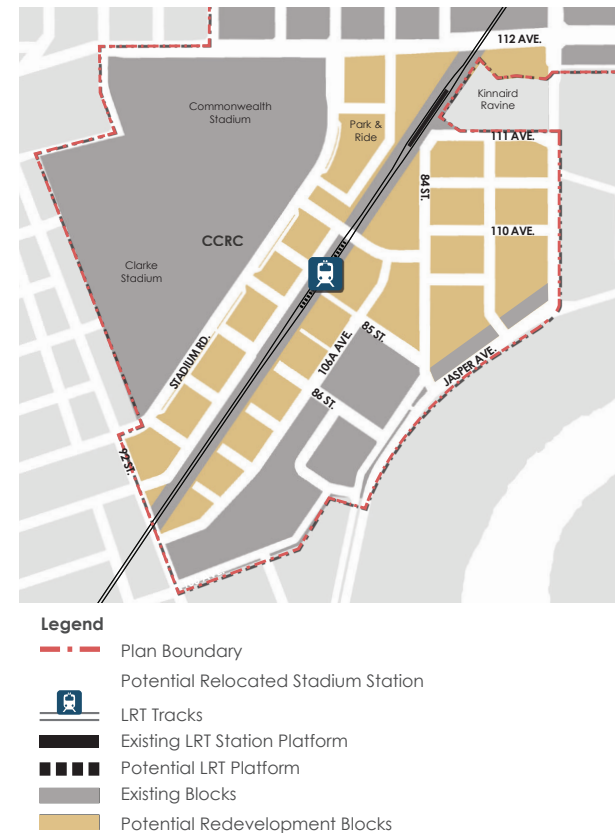 112 AVE.
Commonwealth
Stadium
Kinnaird
Ravine
Park &
Ride
111 AVE.
84 ST.
110 AVE.
CCRC
Clarke
Stadium
STADIUM RD.
106A AVE.
85 ST.
JASPER AVE.
86 ST.
92 ST.
Legend
Plan Boundary
Potential Relocated Stadium Station
LRT Tracks
Existing LRT Station Platform
Potential LRT Platform
Existing Blocks
Potential Redevelopment Blocks